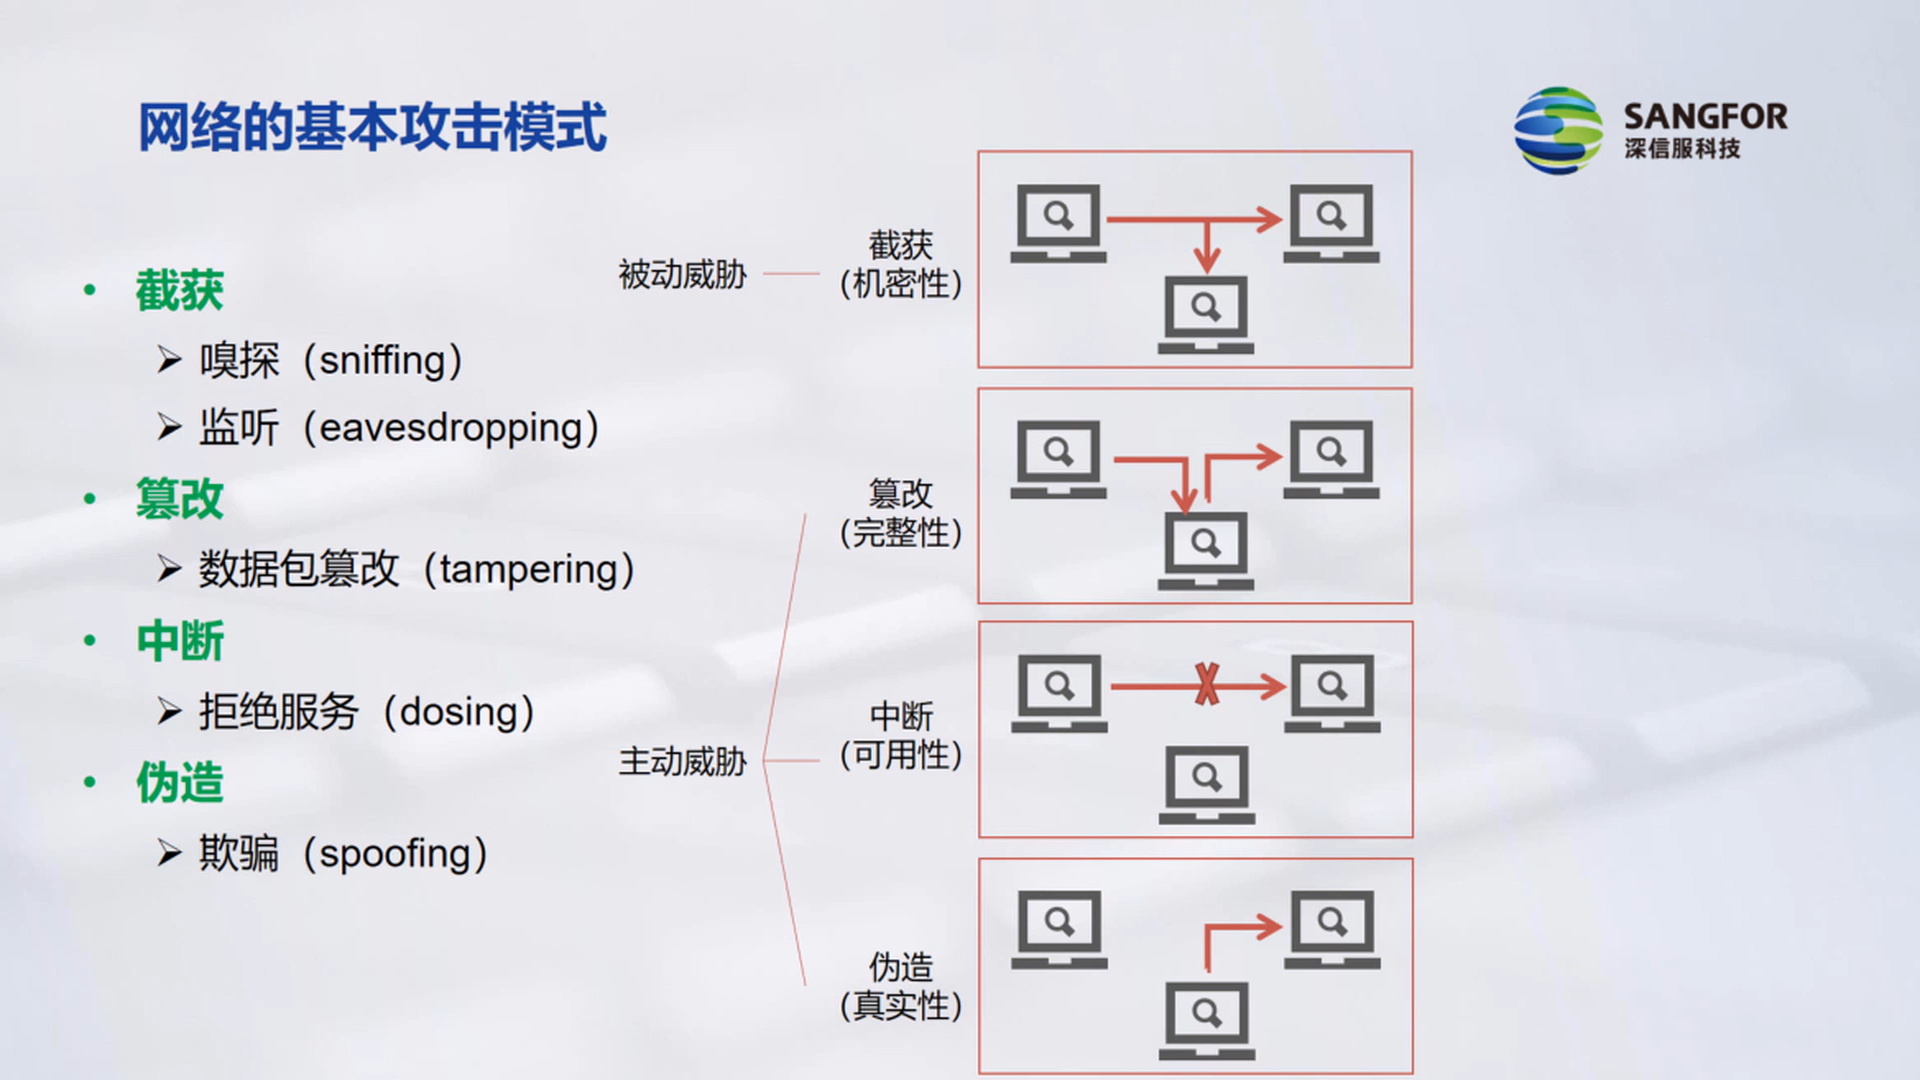 网络的基本攻击模式
SANGFOR
深信服科技
• 截获
➢ 嗅探（sniffing）
➢ 监听（eavesdropping）
• 篡改
➢ 数据包篡改（tampering）
• 中断
➢ 拒绝服务（dosing）
• 伪造
➢ 欺骗（spoofing）
被动威胁
截获
(机密性)
主动威胁
篡改
(完整性)
中断
(可用性)
伪造
(真实性)